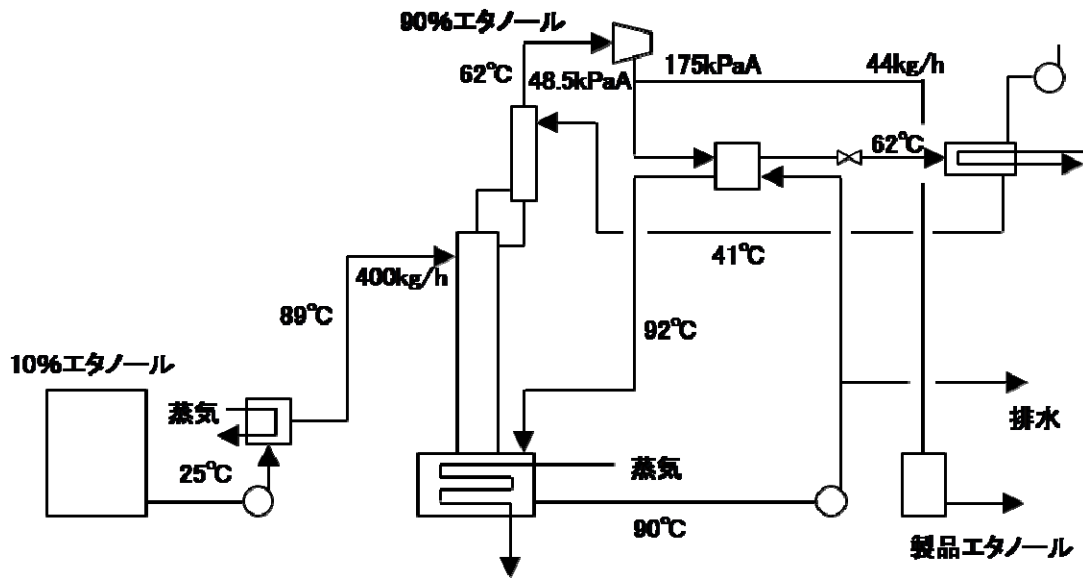 90%エタノール
62℃
48.5kPaA
175kPaA
44kg/h
62℃
400kg/h
41℃
89℃
92℃
10%エタノール
蒸気
25℃
蒸気
排水
90℃
製品エタノール